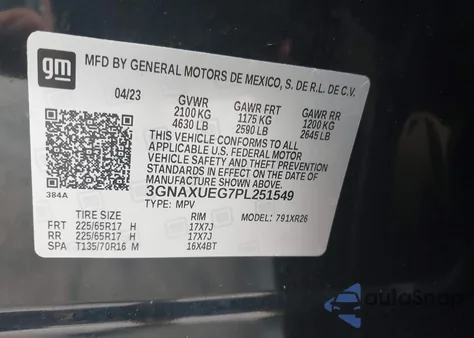 gm
MFD BY GENERAL MOTORS DE MEXICO, S. DE R.L. DE C.V.
04/23 GVWR GAWR FRT GAWR RR
2100 KG 1175 KG 1200 KG
4630 LB 2590 LB 2645 LB
THIS VEHICLE CONFORMS TO ALL
APPLICABLE U.S. FEDERAL MOTOR
VEHICLE SAFETY AND THEFT
PREVENTION STANDARDS IN EFFECT
ON THE DATE OF MANUFACTURE SHOWN ABOVE.
384A 3GNAXUEG7PL251549
TYPE: MPV MODEL: 791XR26
TIRE SIZE RIM
FRT 225/65R17 H 17X7J
RR 225/65R17 H 17X7J
SPA T135/70R16 M 16X4BT
autoSnap